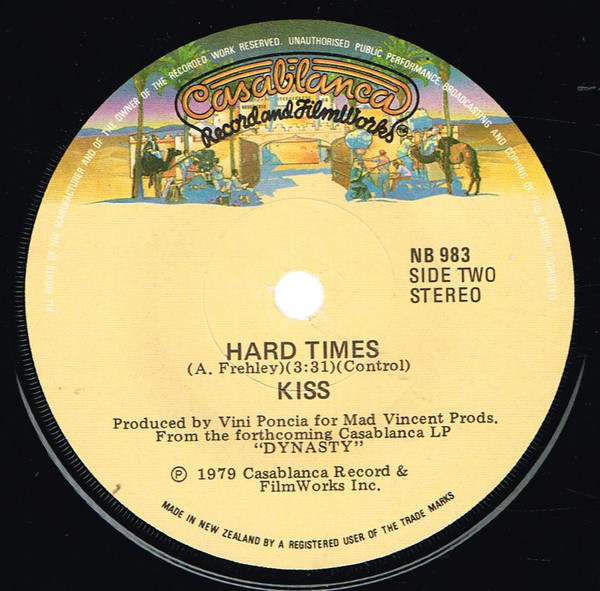 ALL RIGHTS OF THE MANUFACTURER AND OF THE OWNER OF THE RECORDED WORK RESERVED. UNAUTHORISED PUBLIC PERFORMANCE BROADCASTING AND COPYING OF THIS RECORD PROHIBITED
Casablanca
Record and FilmWorks
TM
NB 983
SIDE TWO
STEREO
HARD TIMES
(A. Frehley)(3:31)(Control)
KISS
Produced by Vini Poncia for Mad Vincent Prods.
From the forthcoming Casablanca LP
“DYNASTY”
Ⓟ 1979 Casablanca Record &
FilmWorks Inc.
MADE IN NEW ZEALAND BY A REGISTERED USER OF THE TRADE MARKS